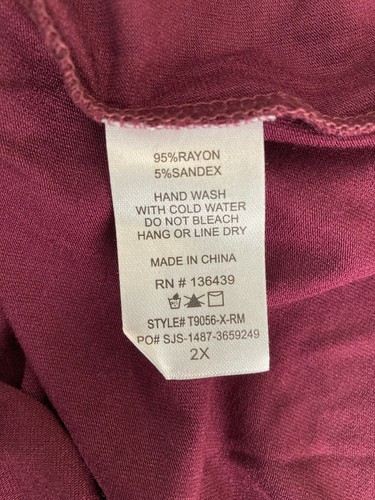 95%RAYON
5%SANDEX
HAND WASH
WITH COLD WATER
DO NOT BLEACH
HANG OR LINE DRY
MADE IN CHINA
RN # 136439
STYLE# T9056-X-RM
PO# SJS-1487-3659249
2X